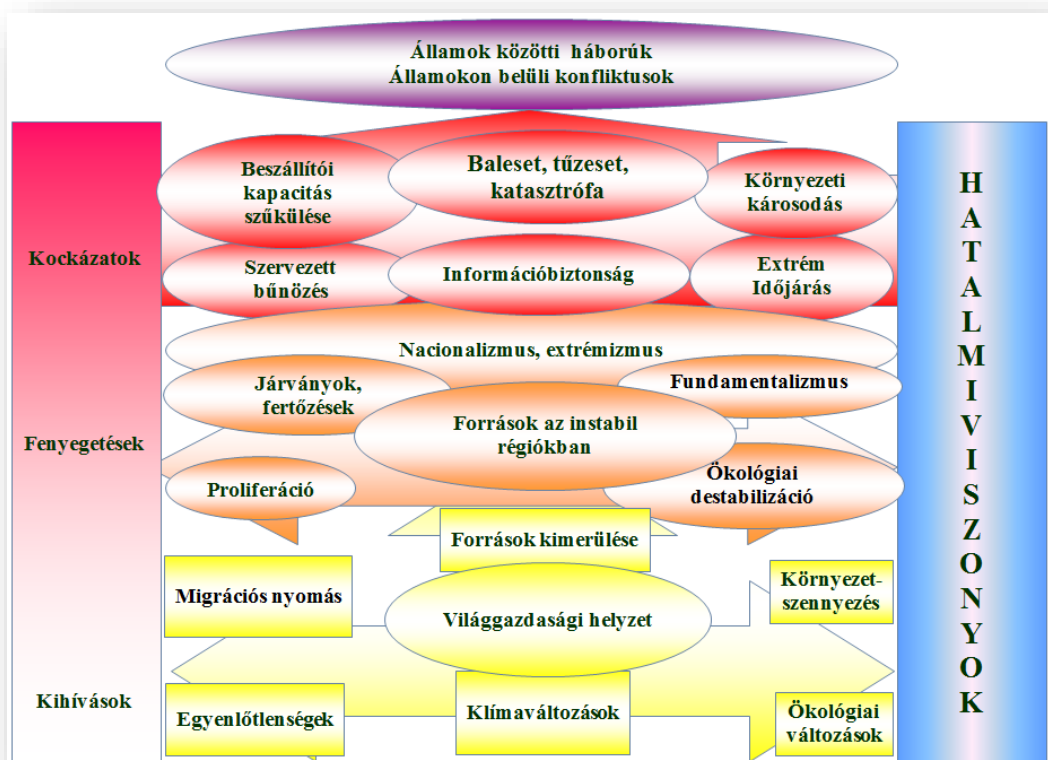 Államok közötti háborúk
Államokon belüli konfliktusok
Kockázatok
Beszállítói
kapacitás
szűkülése
Baleset, tűzeset,
katasztrófa
Környezeti
károsodás
Szervezett
bűnözés
Információbiztonság
Extrém
Időjárás
Fenyegetések
Nacionalizmus, extrémizmus
Járványok,
fertőzések
Fundamentalizmus
Források az instabil
régiókban
Proliferáció
Ökológiai
destabilizáció
Kihívások
Források kimerülése
Migrációs nyomás
Világgazdasági helyzet
Környezet-
szennyezés
Egyenlőtlenségek
Klímaváltozások
Ökológiai
változások
H
A
T
A
L
M
I
V
I
S
Z
O
N
Y
O
K